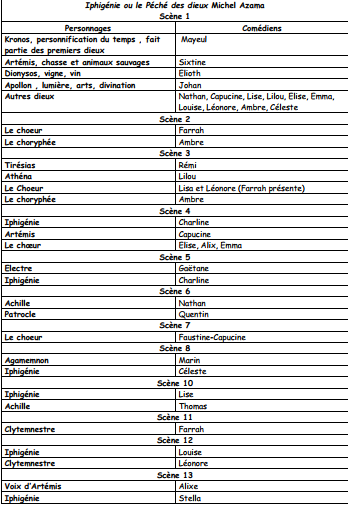 Iphigénie ou le Péché des dieux Michel Azama
Scène 1
Personnages Comédiens
Kronos, personnification du temps , fait Mayeul
partie des premiers dieux
Artémis, chasse et animaux sauvages Sixtine
Dionysos, vigne, vin Elioth
Apollon , lumière, arts, divination Johan
Autres dieux Nathan, Capucine, Lise, Lilou, Elise, Emma,
Louise, Léonore, Ambre, Céleste
Scène 2
Le choeur Farrah
Le choryphée Ambre
Scène 3
Tirésias Rémi
Athéna Lilou
Le Choeur Lisa et Léonore (Farrah présente)
Le choryphée Ambre
Scène 4
Iphigénie Charline
Artémis Capucine
Le chœur Elise, Alix, Emma
Scène 5
Electre Gaëtane
Iphigénie Charline
Scène 6
Achille Nathan
Patrocle Quentin
Scène 7
Le choeur Faustine-Capucine
Scène 8
Agamemnon Marin
Iphigénie Céleste
Scène 10
Iphigénie Lise
Achille Thomas
Scène 11
Clytemnestre Farrah
Scène 12
Iphigénie Louise
Clytemnestre Léonore
Scène 13
Voix d'Artémis Alixe
Iphigénie Stella